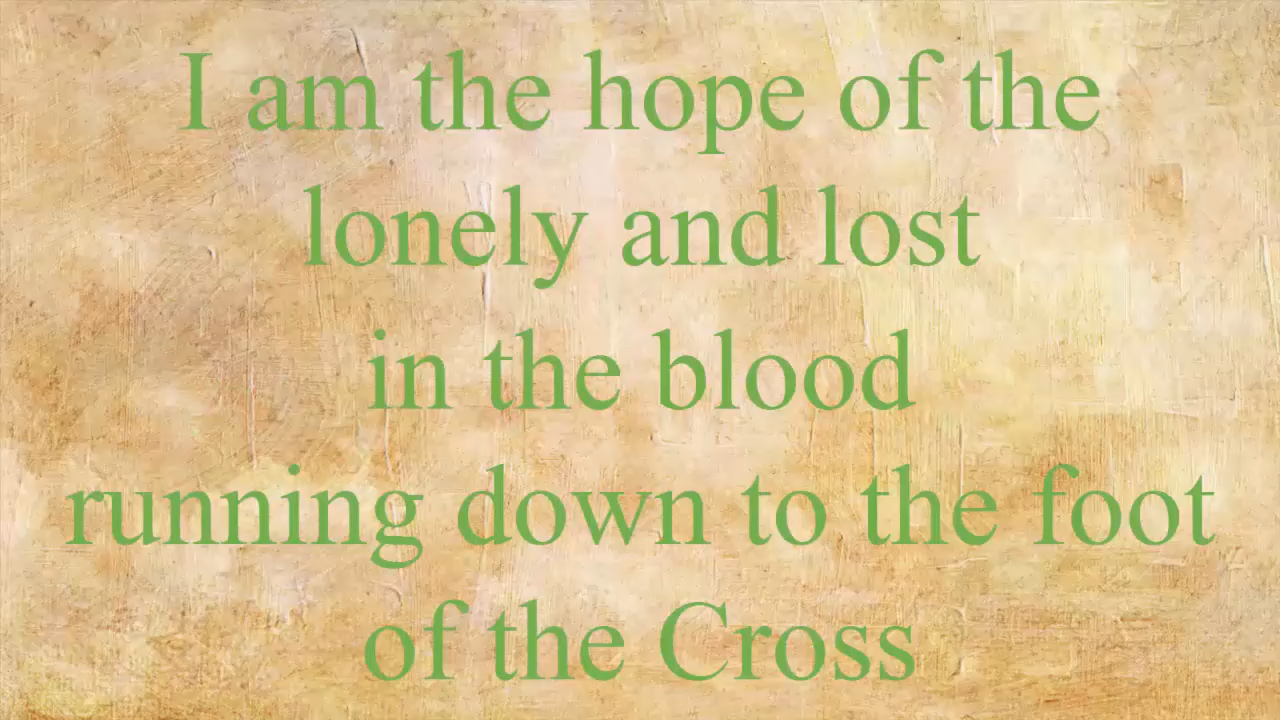 I am the hope of the
lonely and lost
in the blood
running down to the foot
of the Cross